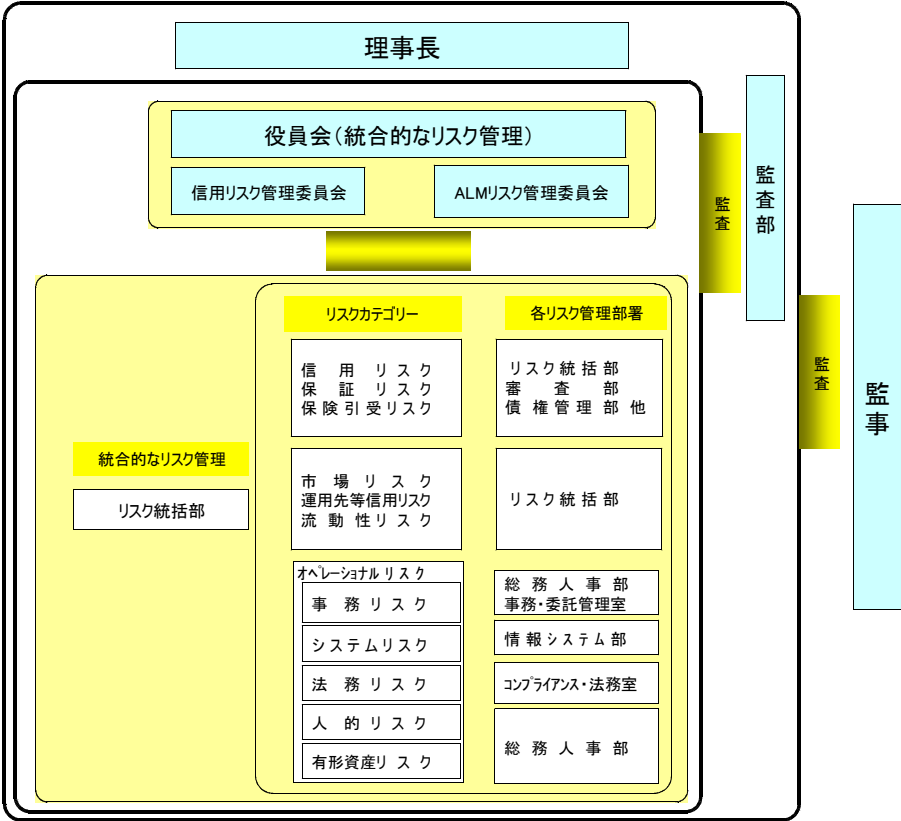 理事長
役員会（統合的なリスク管理）
信用リスク管理委員会
ALMリスク管理委員会
監査
監査部
監査
監事
リスクカテゴリー
各リスク管理部署
信用リスク
保証リスク
保険引受リスク
リスク統括部
審査部
債権管理部他
統合的なリスク管理
リスク統括部
市場リスク
運用先等信用リスク
流動性リスク
リスク統括部
オペレーショナルリスク
事務リスク
システムリスク
法務リスク
人的リスク
有形資産リスク
総務人事部
事務・委託管理室
情報システム部
コンプライアンス・法務室
総務人事部